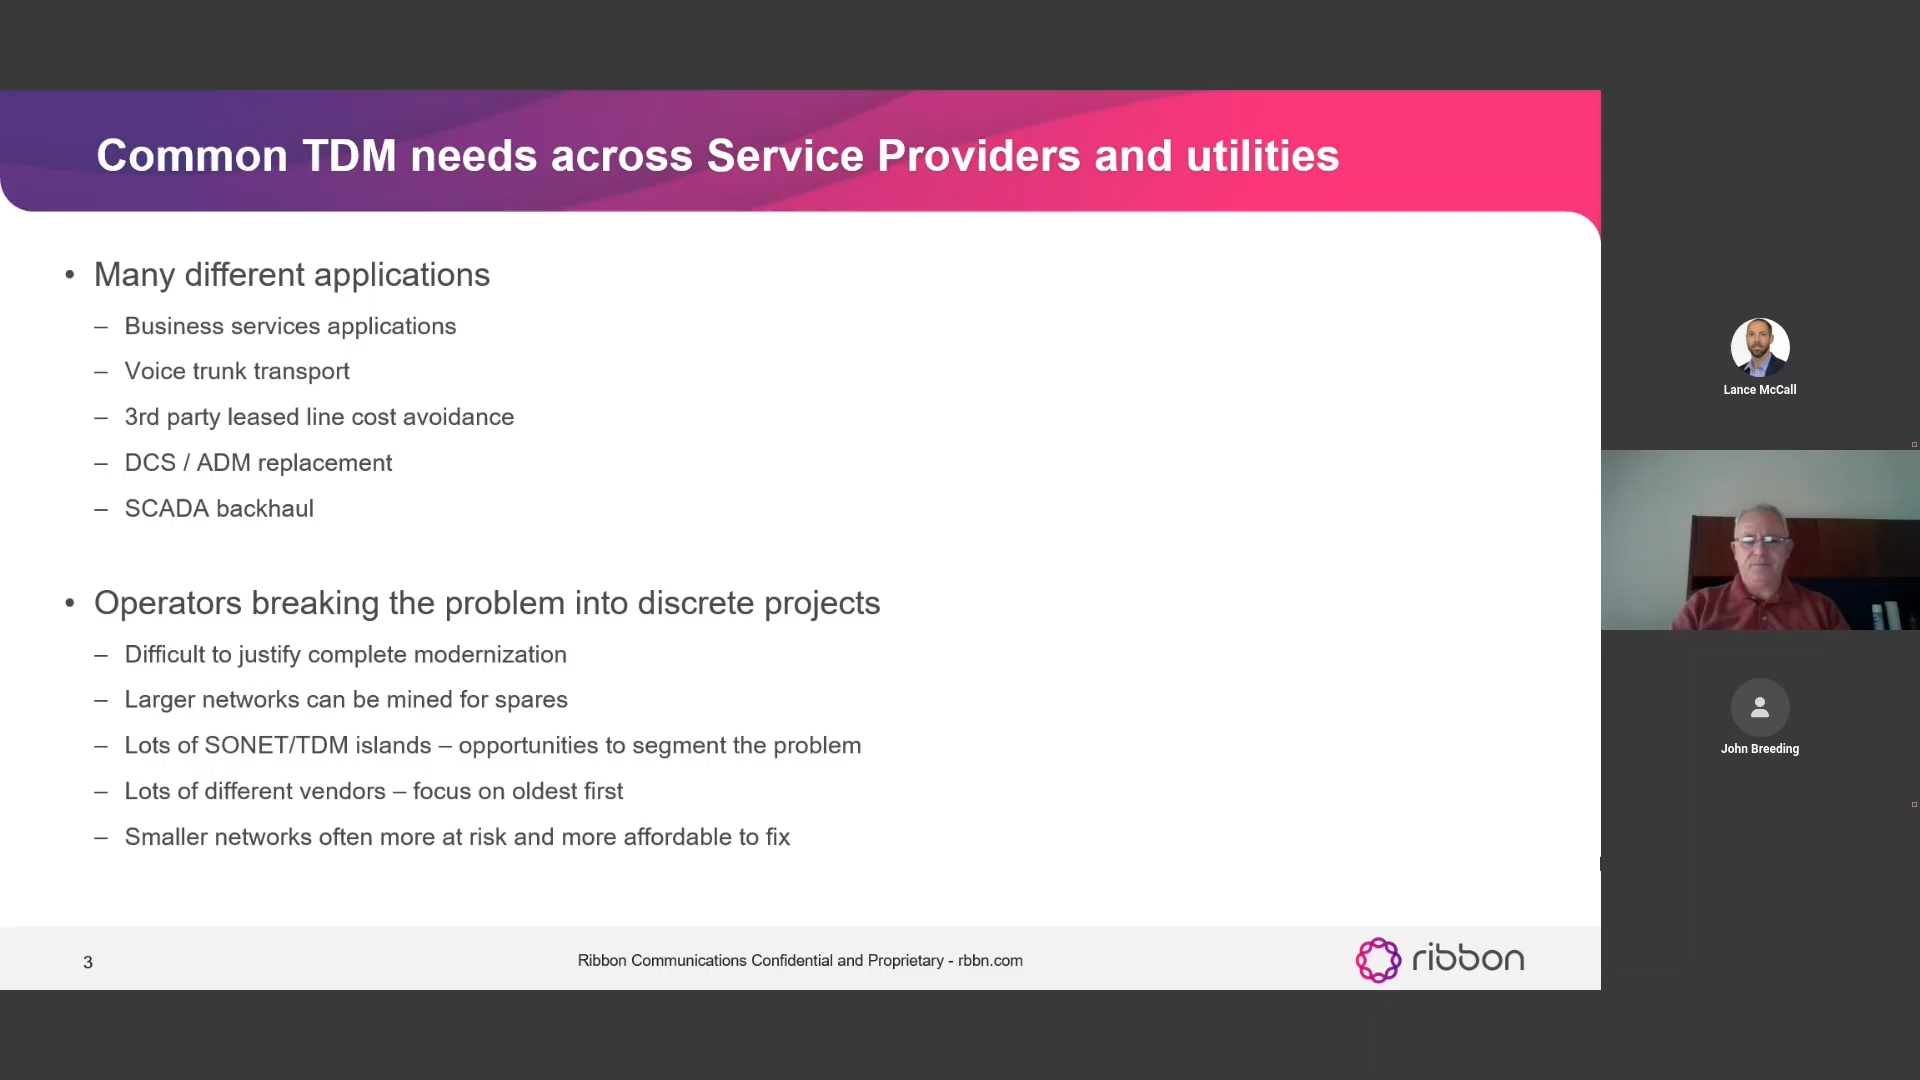 Common TDM needs across Service Providers and utilities
• Many different applications
– Business services applications
– Voice trunk transport
– 3rd party leased line cost avoidance
– DCS / ADM replacement
– SCADA backhaul
• Operators breaking the problem into discrete projects
– Difficult to justify complete modernization
– Larger networks can be mined for spares
– Lots of SONET/TDM islands – opportunities to segment the problem
– Lots of different vendors – focus on oldest first
– Smaller networks often more at risk and more affordable to fix
3
Ribbon Communications Confidential and Proprietary - rbbn.com
ribbon
Lance McCall
John Breeding